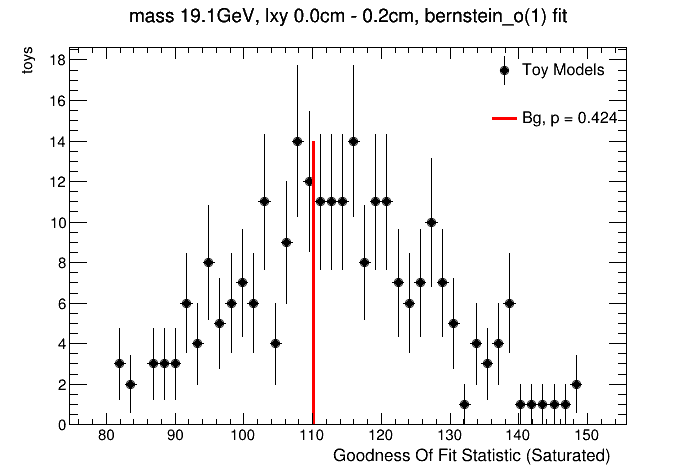 mass 19.1GeV, lxy 0.0cm - 0.2cm, bernstein_o(1) fit
toys
18
16
14
12
10
8
6
4
2
0
Toy Models
Bg, p = 0.424
80 90 100 110 120 130 140 150
Goodness Of Fit Statistic (Saturated)